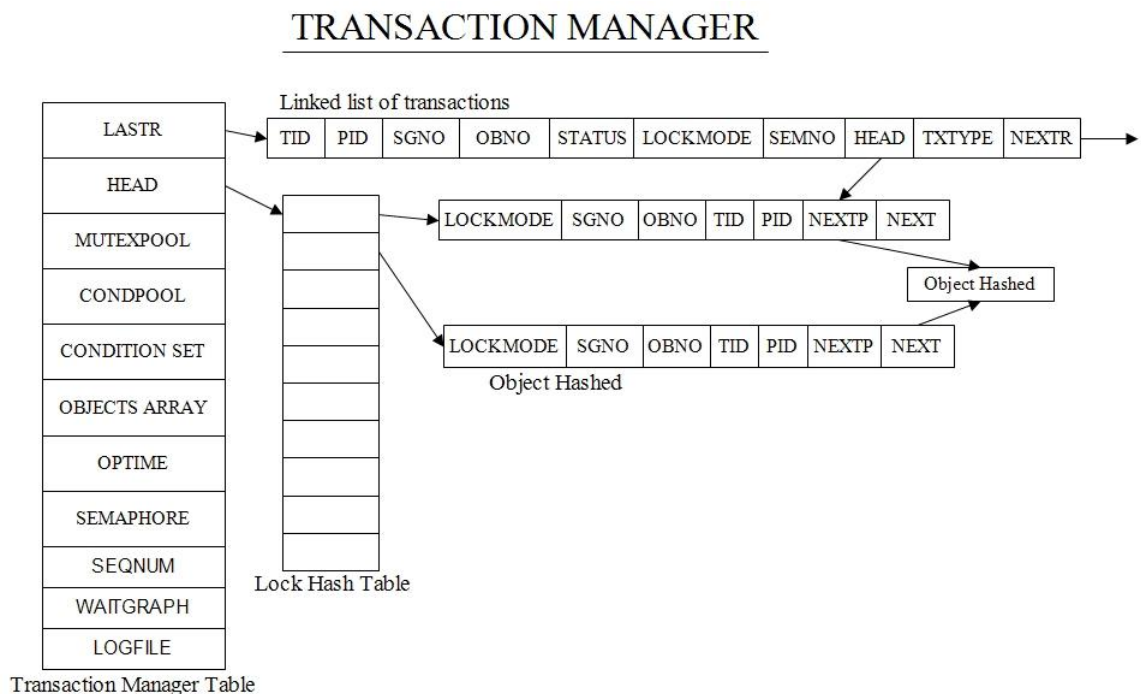 TRANSACTION MANAGER
Linked list of transactions
LASTR
TID PID SGNO OBNO STATUS LOCKMODE SEMNO HEAD TXTYPE NEXTR
HEAD
LOCKMODE SGNO OBNO TID PID NEXTP NEXT
MUTEXPOOL
Object Hashed
CONDPOOL
CONDITION SET
LOCKMODE SGNO OBNO TID PID NEXTP NEXT
Object Hashed
OBJECTS ARRAY
OPTIME
SEMAPHORE
SEQNUM
Lock Hash Table
WAITGRAPH
LOGFILE
Transaction Manager Table